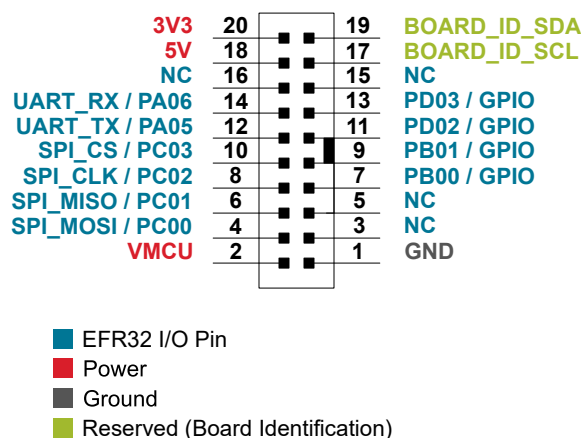 3V3 20 19 BOARD_ID_SDA
5V 18 17 BOARD_ID_SCL
NC 16 15 NC
UART_RX / PA06 14 13 PD03 / GPIO
UART_TX / PA05 12 11 PD02 / GPIO
SPI_CS / PC03 10 9 PB01 / GPIO
SPI_CLK / PC02 8 7 PB00 / GPIO
SPI_MISO / PC01 6 5 NC
SPI_MOSI / PC00 4 3 NC
VMCU 2 1 GND
EFR32 I/O Pin
Power
Ground
Reserved (Board Identification)